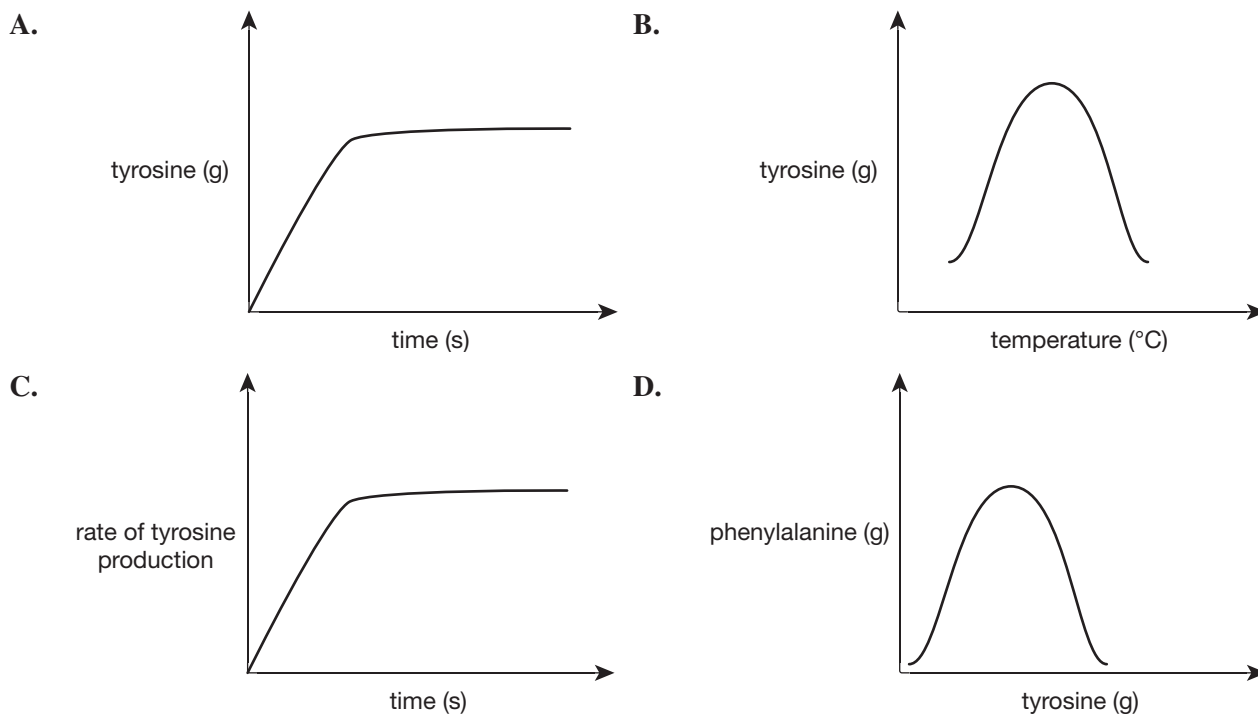 A.
tyrosine (g)
time (s)
B.
tyrosine (g)
temperature (°C)
C.
rate of tyrosine
production
time (s)
D.
phenylalanine (g)
tyrosine (g)